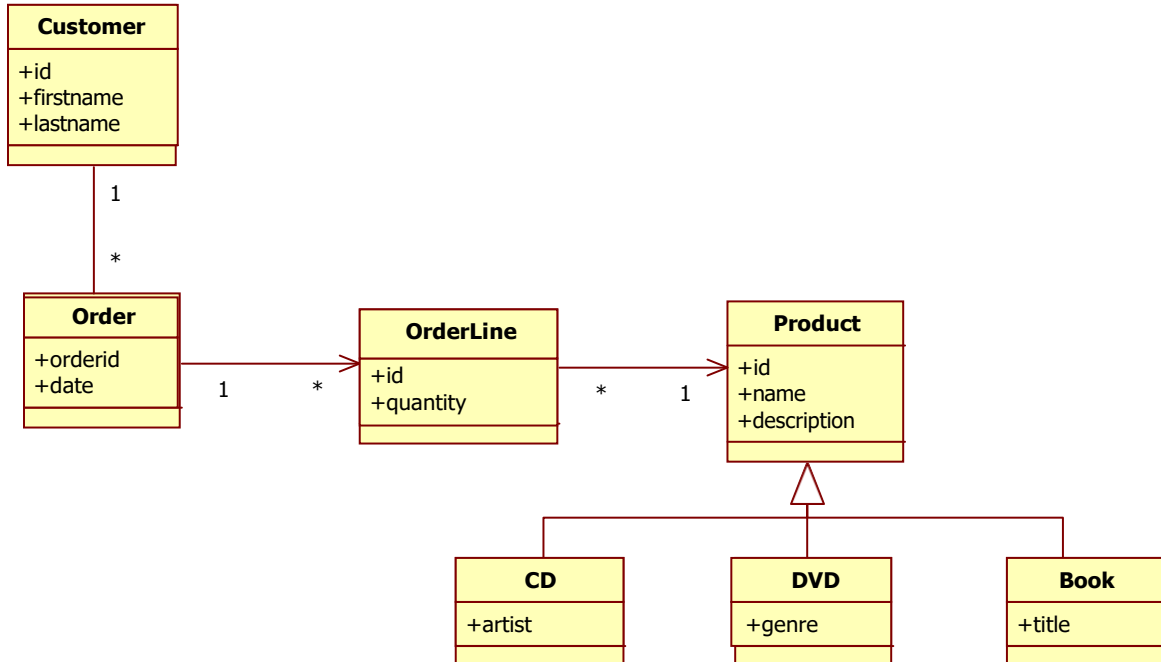 Customer
+id
+firstname
+lastname
1
*
Order
+orderid
+date
1
*
OrderLine
+id
+quantity
*
1
Product
+id
+name
+description
CD
+artist
DVD
+genre
Book
+title